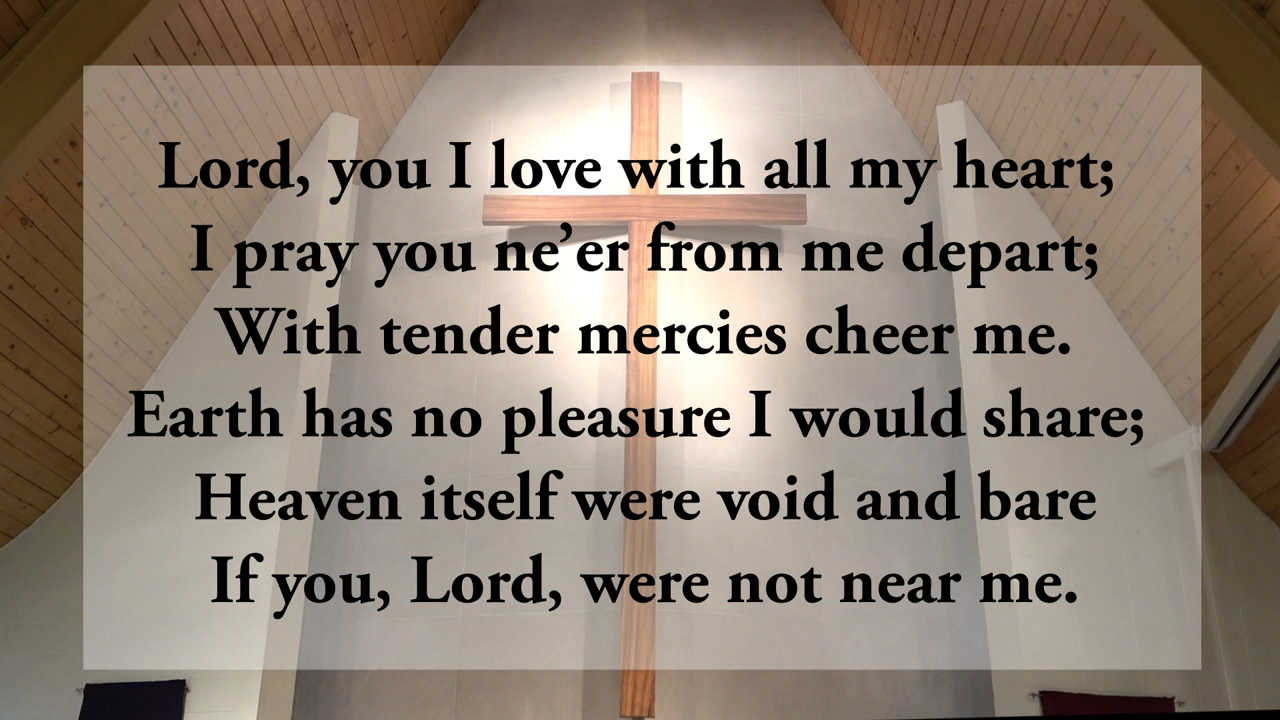 Lord, you I love with all my heart;
I pray you ne’er from me depart;
With tender mercies cheer me.
Earth has no pleasure I would share;
Heaven itself were void and bare
If you, Lord, were not near me.